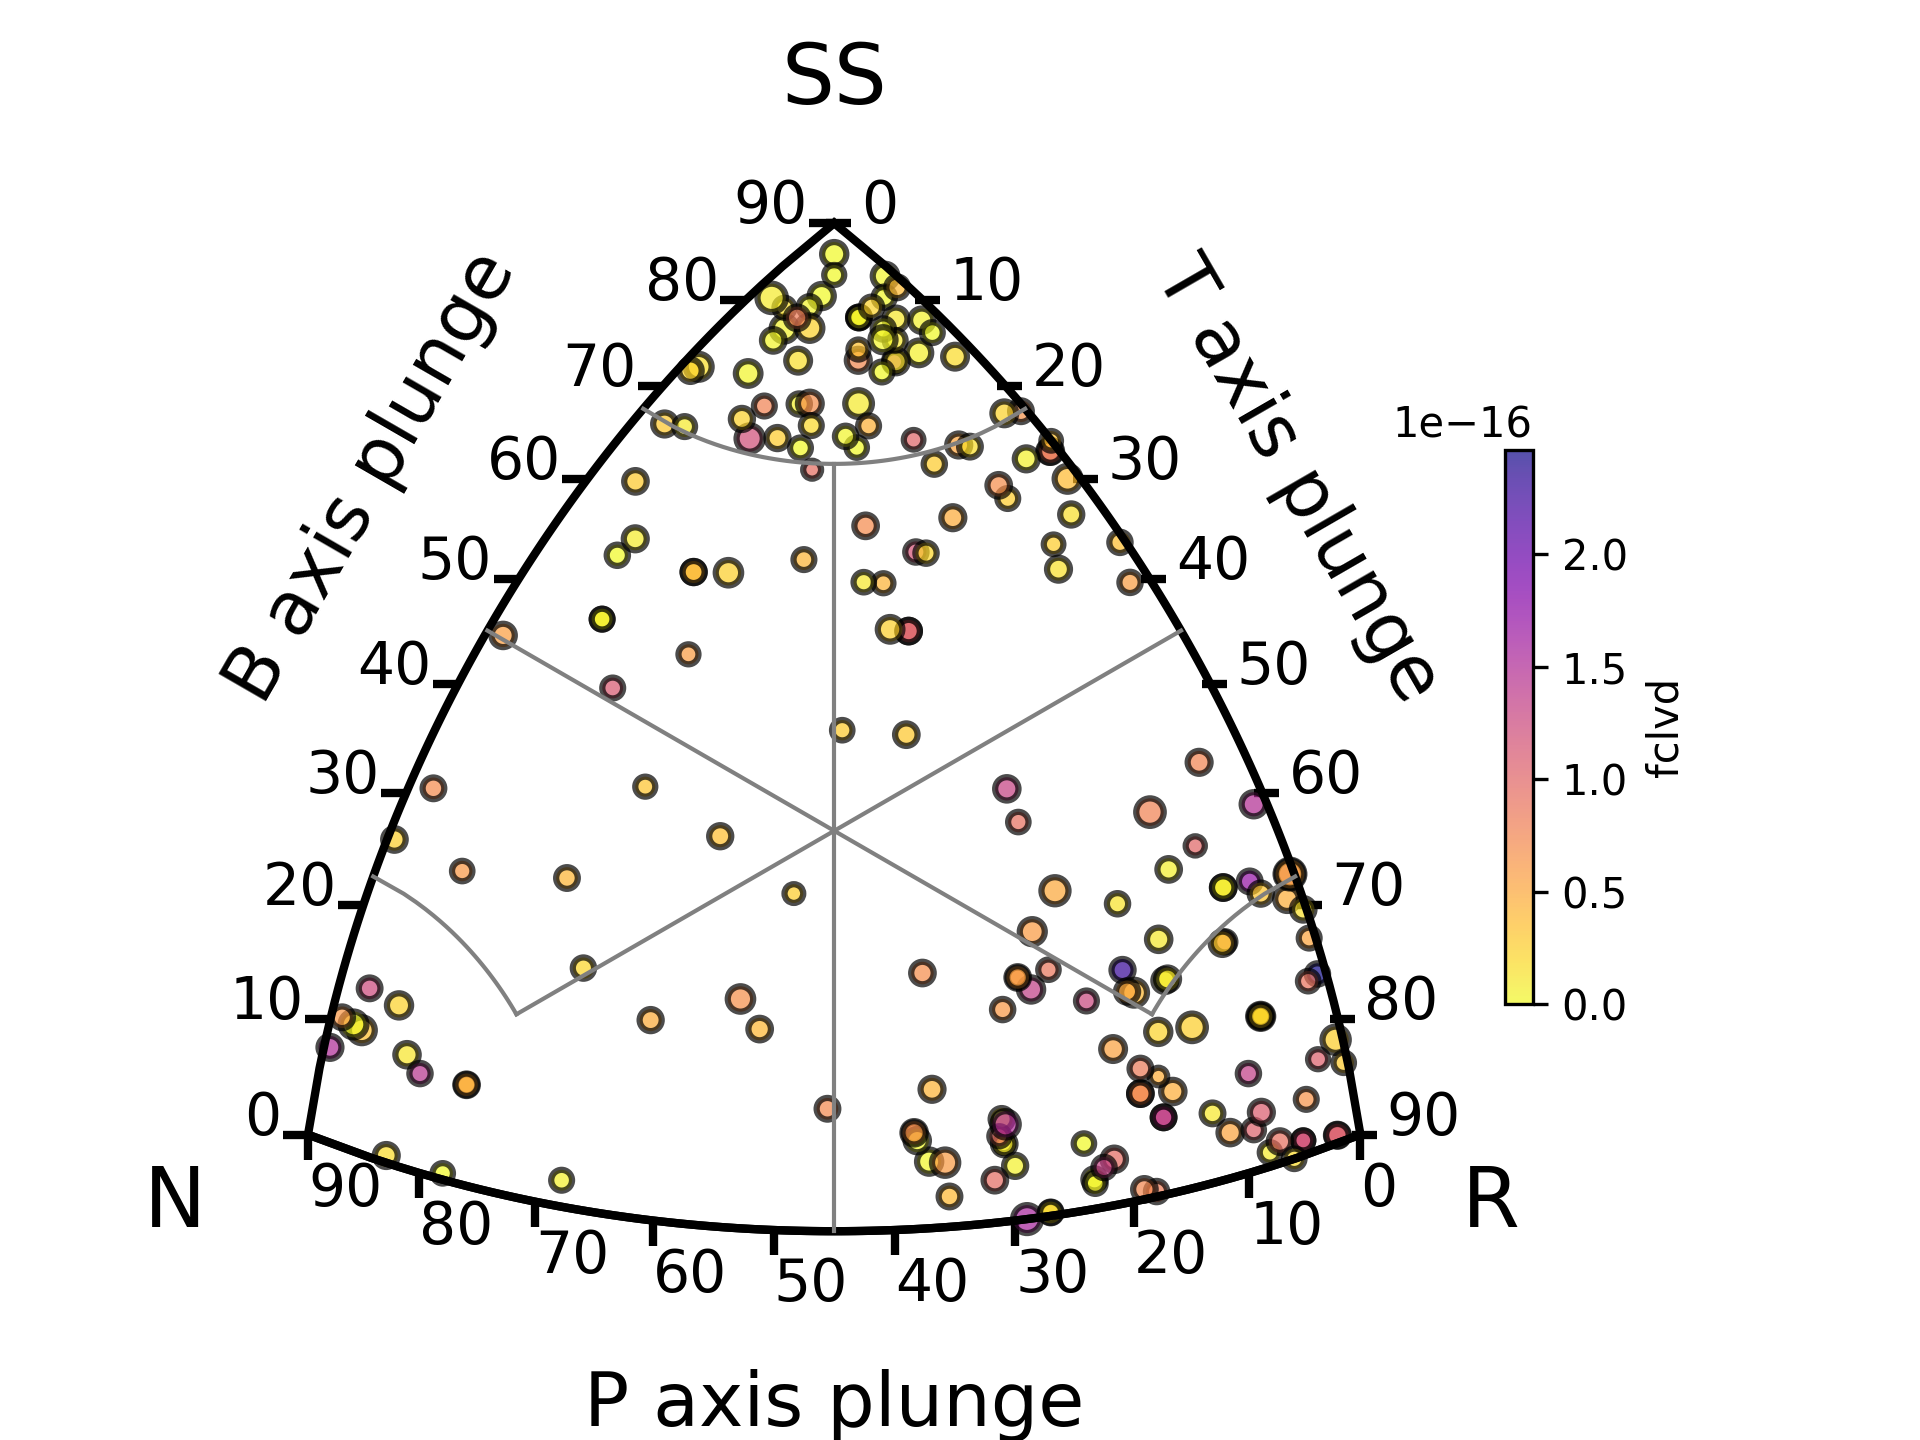 SS
90 0
80 10
70 20
60 30
50 40
40 50
30 60
20 70
10 80
0 90
B axis plunge
T axis plunge
N
R
90 80 70 60 50 40 30 20 10 0
P axis plunge
1e−16
2.0
1.5
1.0
0.5
0.0
fclvd